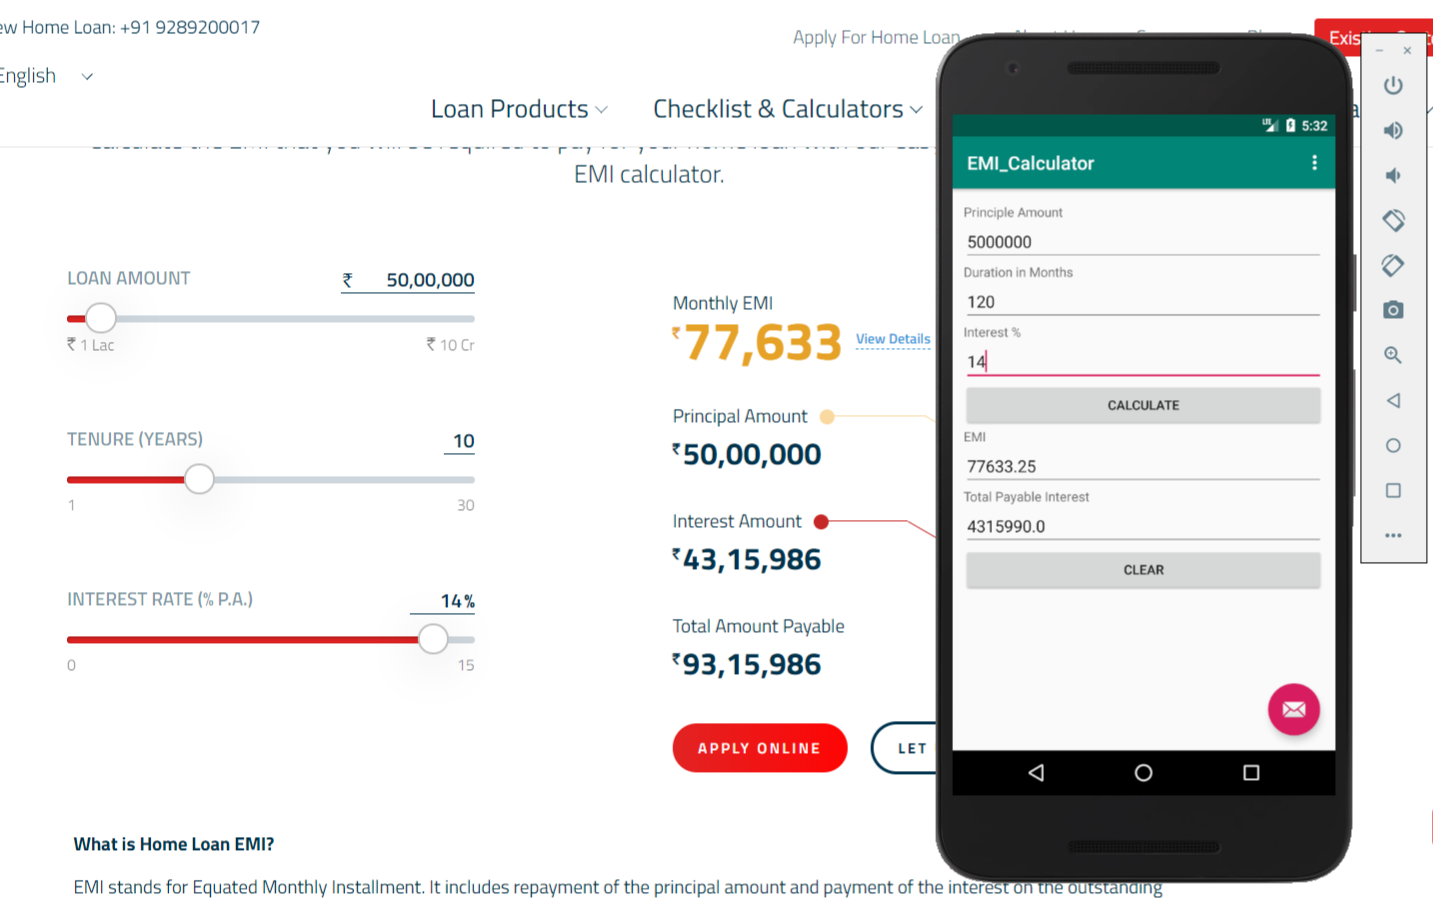 ew Home Loan: +91 9289200017
Apply For Home Loan
English
Loan Products
Checklist & Calculators
EMI calculator.
LOAN AMOUNT
₹ 50,00,000
₹ 1 Lac
₹ 10 Cr
TENURE (YEARS)
10
1
30
INTEREST RATE (% P.A.)
14%
0
15
Monthly EMI
₹77,633
View Details
Principal Amount
₹50,00,000
Interest Amount
₹43,15,986
Total Amount Payable
₹93,15,986
APPLY ONLINE
LET
What is Home Loan EMI?
EMI stands for Equated Monthly Installment. It includes repayment of the principal amount and payment of the interest on the outstanding
LTE 5:32
EMI_Calculator
Principle Amount
5000000
Duration in Months
120
Interest %
14
CALCULATE
EMI
77633.25
Total Payable Interest
4315990.0
CLEAR